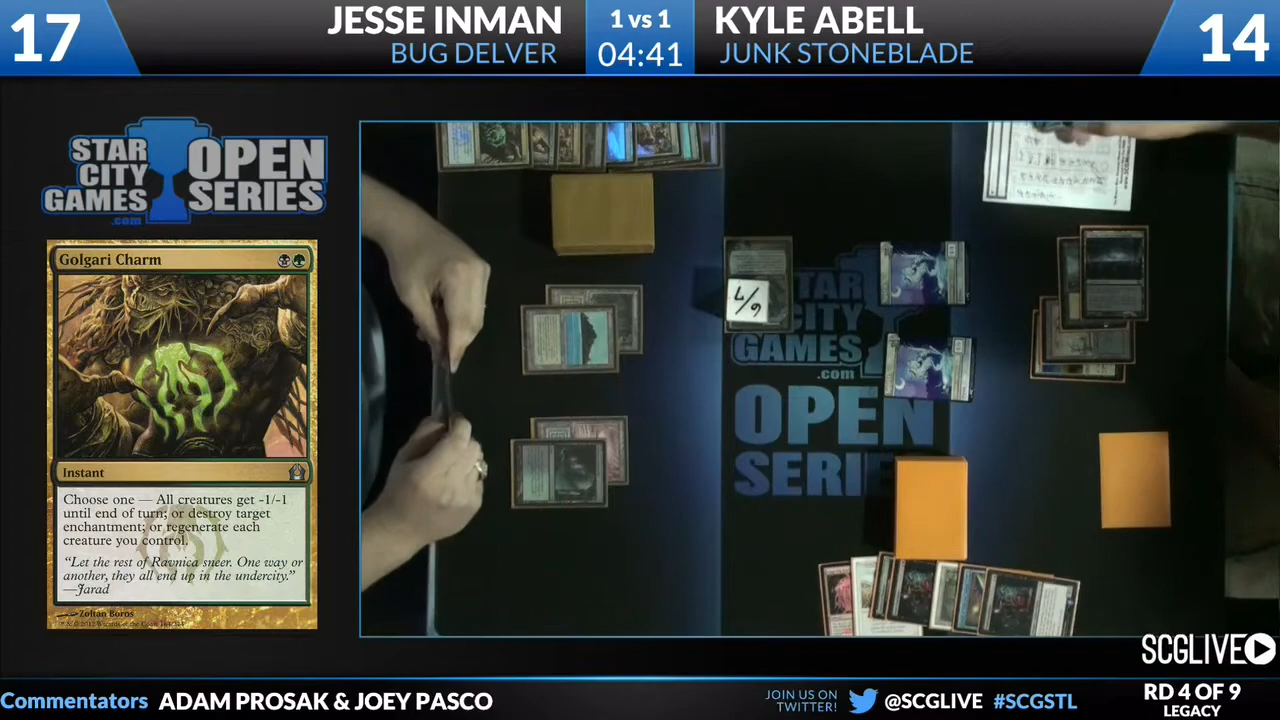 17
JESSE INMAN
BUG DELVER
1 vs 1
04:41
KYLE ABELL
JUNK STONEBLADE
14
STAR
CITY
GAMES
.com
OPEN
SERIES
Golgari Charm
Instant
Choose one — All creatures get -1/-1
until end of turn; or destroy target
enchantment; or regenerate each
creature you control.
"Let the rest of Ravnica sneer. One way or
another, they all end up in the undercity."
—Jarad
Zoltan Boros
TAR
CITY
GAMES
.com
OPEN
SERIE
SCGLIVE
Commentators ADAM PROSAK & JOEY PASCO
JOIN US ON
TWITTER!
@SCGLIVE #SCGSTL
RD 4 OF 9
LEGACY